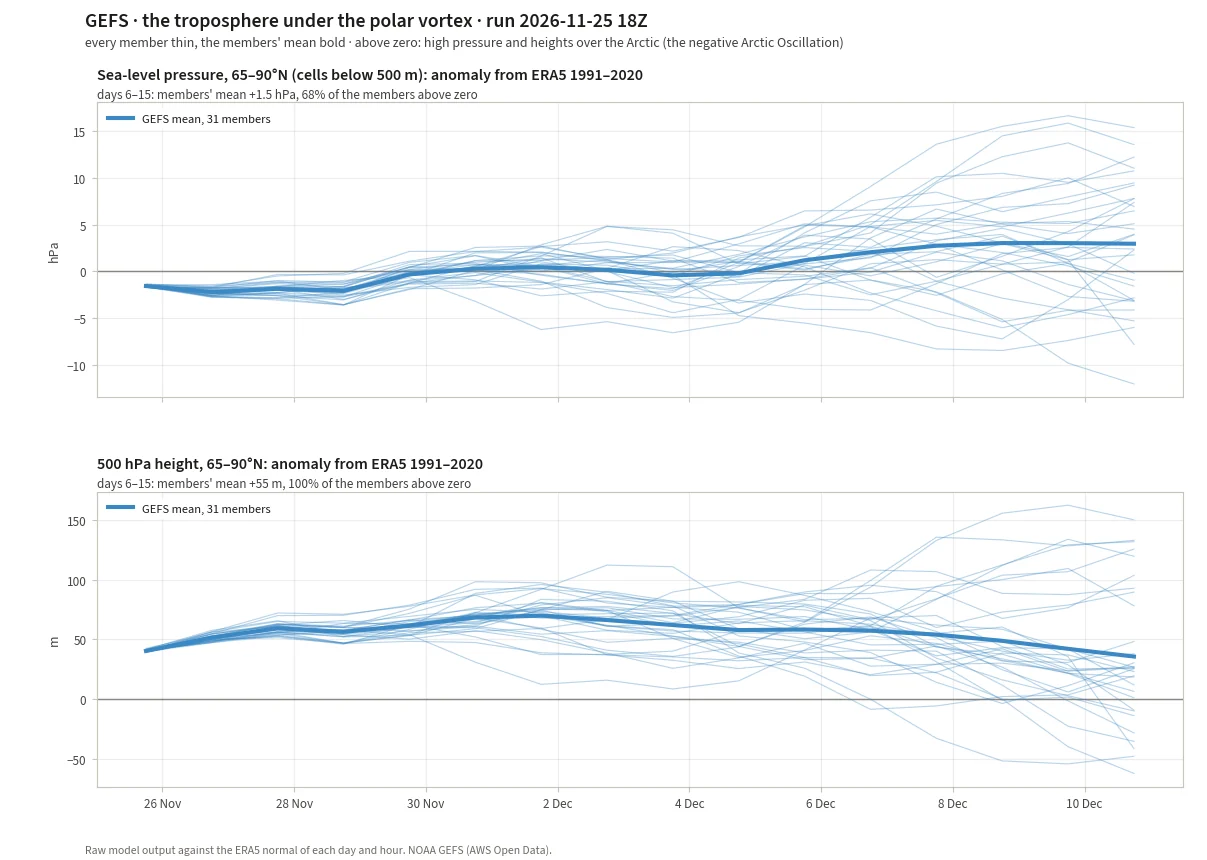 GEFS · the troposphere under the polar vortex · run 2026-11-25 18Z
every member thin, the members' mean bold · above zero: high pressure and heights over the Arctic (the negative Arctic Oscillation)
Sea-level pressure, 65–90°N (cells below 500 m): anomaly from ERA5 1991–2020
days 6–15: members' mean +1.5 hPa, 68% of the members above zero
GEFS mean, 31 members
15
10
5
0
−5
−10
hPa
500 hPa height, 65–90°N: anomaly from ERA5 1991–2020
days 6–15: members' mean +55 m, 100% of the members above zero
GEFS mean, 31 members
150
100
50
0
−50
m
26 Nov 28 Nov 30 Nov 2 Dec 4 Dec 6 Dec 8 Dec 10 Dec
Raw model output against the ERA5 normal of each day and hour. NOAA GEFS (AWS Open Data).